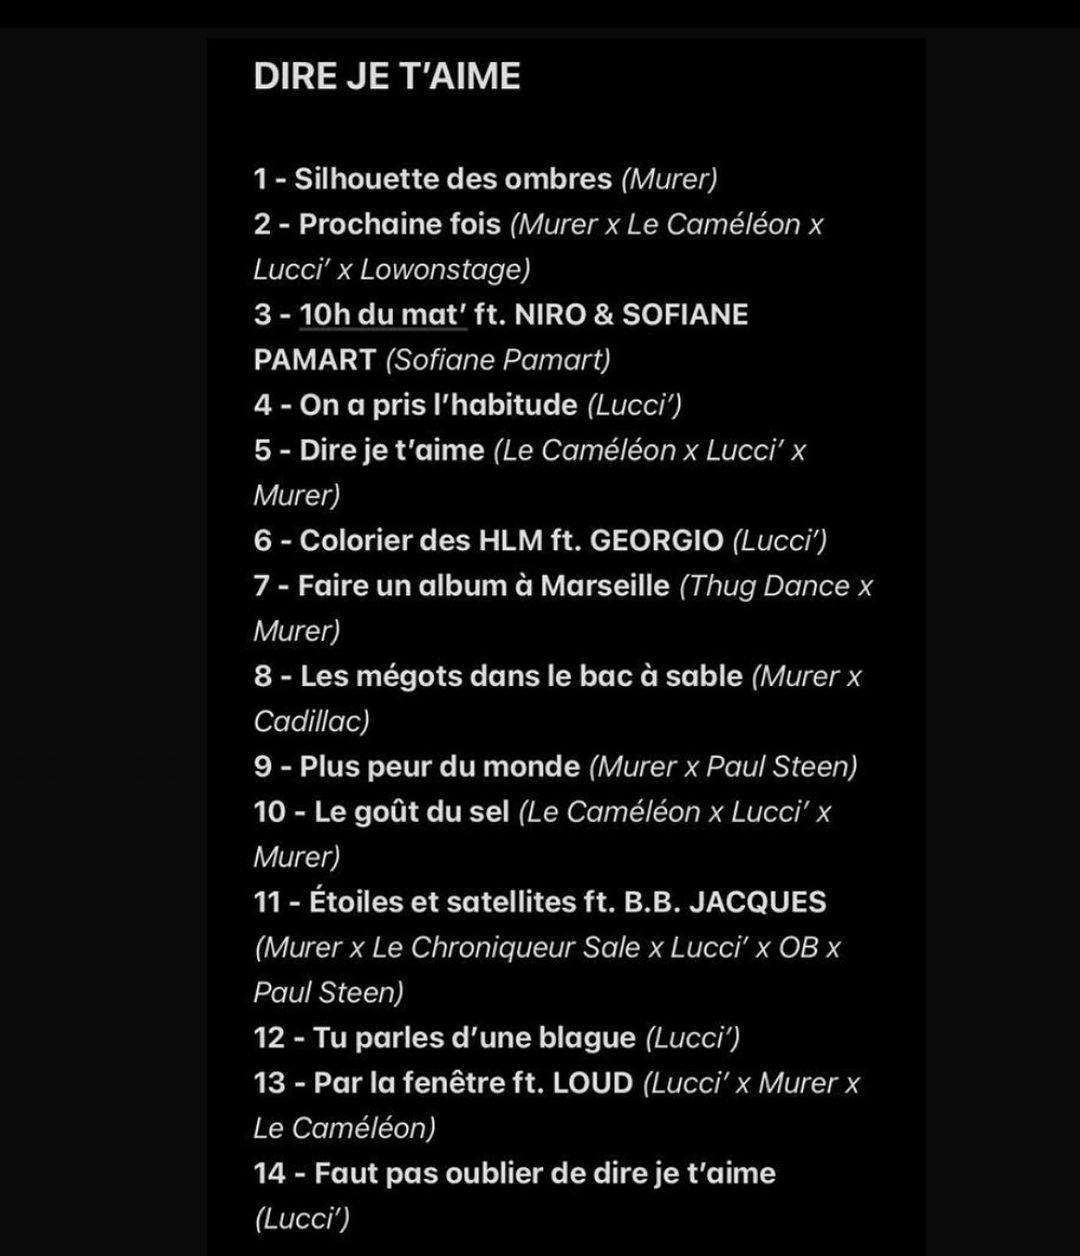 DIRE JE T’AIME
1 - Silhouette des ombres (Murer)
2 - Prochaine fois (Murer x Le Caméléon x
Lucci’ x Lowonstage)
3 - 10h du mat’ ft. NIRO & SOFIANE
PAMART (Sofiane Pamart)
4 - On a pris l’habitude (Lucci’)
5 - Dire je t’aime (Le Caméléon x Lucci’ x
Murer)
6 - Colorier des HLM ft. GEORGIO (Lucci’)
7 - Faire un album à Marseille (Thug Dance x
Murer)
8 - Les mégots dans le bac à sable (Murer x
Cadillac)
9 - Plus peur du monde (Murer x Paul Steen)
10 - Le goût du sel (Le Caméléon x Lucci’ x
Murer)
11 - Étoiles et satellites ft. B.B. JACQUES
(Murer x Le Chroniqueur Sale x Lucci’ x OB x
Paul Steen)
12 - Tu parles d’une blague (Lucci’)
13 - Par la fenêtre ft. LOUD (Lucci’ x Murer x
Le Caméléon)
14 - Faut pas oublier de dire je t’aime
(Lucci’)